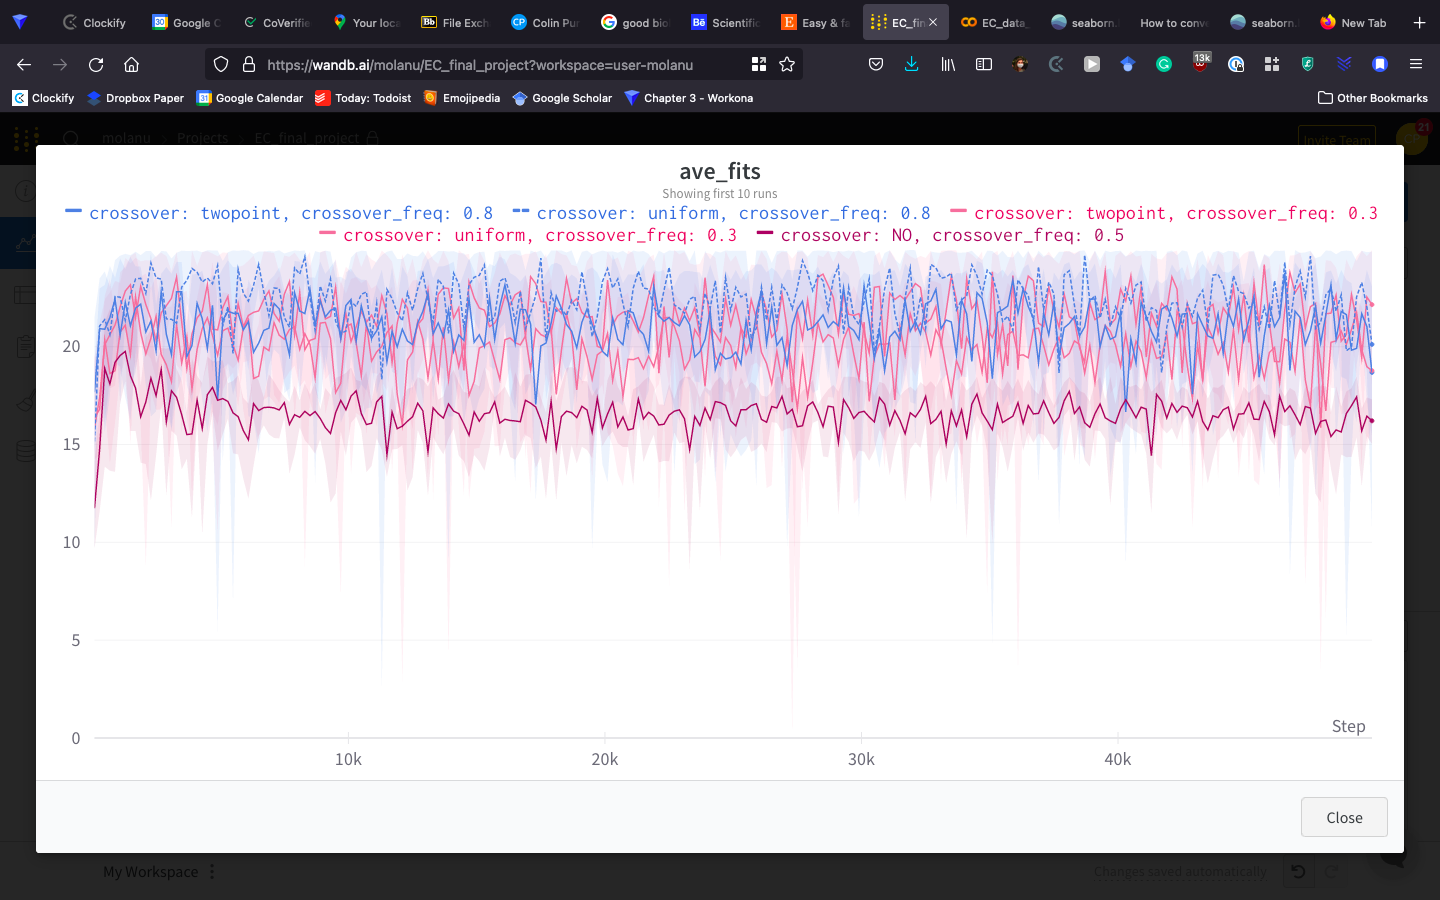 Clockify Google C CoVerifie Your loca File Exch Colin Pur good bio Scientific Easy & fa EC_fin EC_data_ seaborn. How to conve seaborn. New Tab
https://wandb.ai/molanu/EC_final_project?workspace=user-molanu 13k
Clockify Dropbox Paper Google Calendar Today: Todoist Emojipedia Google Scholar Chapter 3 - Workona Other Bookmarks
molanu > Projects > EC_final_project Invite Team 21
ave_fits
Showing first 10 runs
crossover: twopoint, crossover_freq: 0.8 crossover: uniform, crossover_freq: 0.8 crossover: twopoint, crossover_freq: 0.3
crossover: uniform, crossover_freq: 0.3 crossover: NO, crossover_freq: 0.5
20
15
10
5
0
Step
10k 20k 30k 40k
Close
My Workspace Changes saved automatically